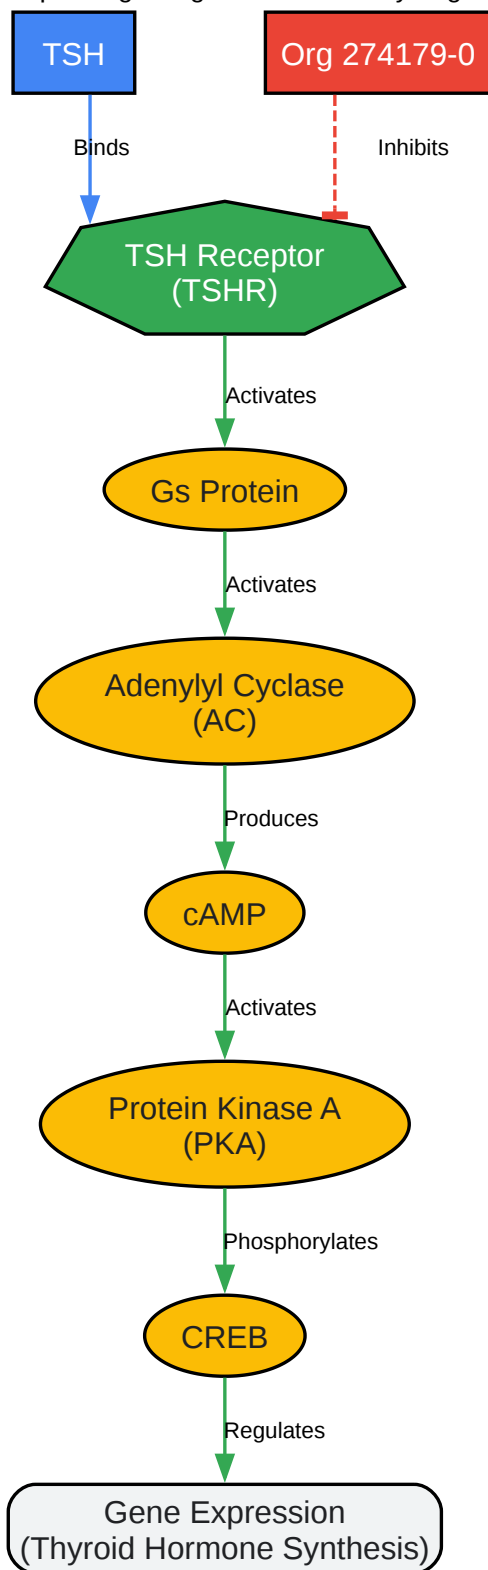 TSH
Org 274179-0
Binds
Inhibits
TSH Receptor
(TSHR)
Activates
Gs Protein
Activates
Adenylyl Cyclase
(AC)
Produces
cAMP
Activates
Protein Kinase A
(PKA)
Phosphorylates
CREB
Regulates
Gene Expression
(Thyroid Hormone Synthesis)